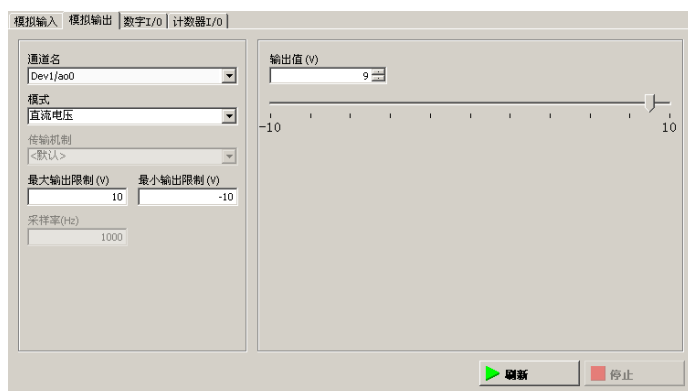 模拟输入 模拟输出 数字I/O 计数器I/O
通道名
Dev1/ao0
模式
直流电压
传输机制
<默认>
最大输出限制(V) 最小输出限制(V)
10 -10
采样率(Hz)
1000
输出值(V)
9
-10 10
刷新 停止